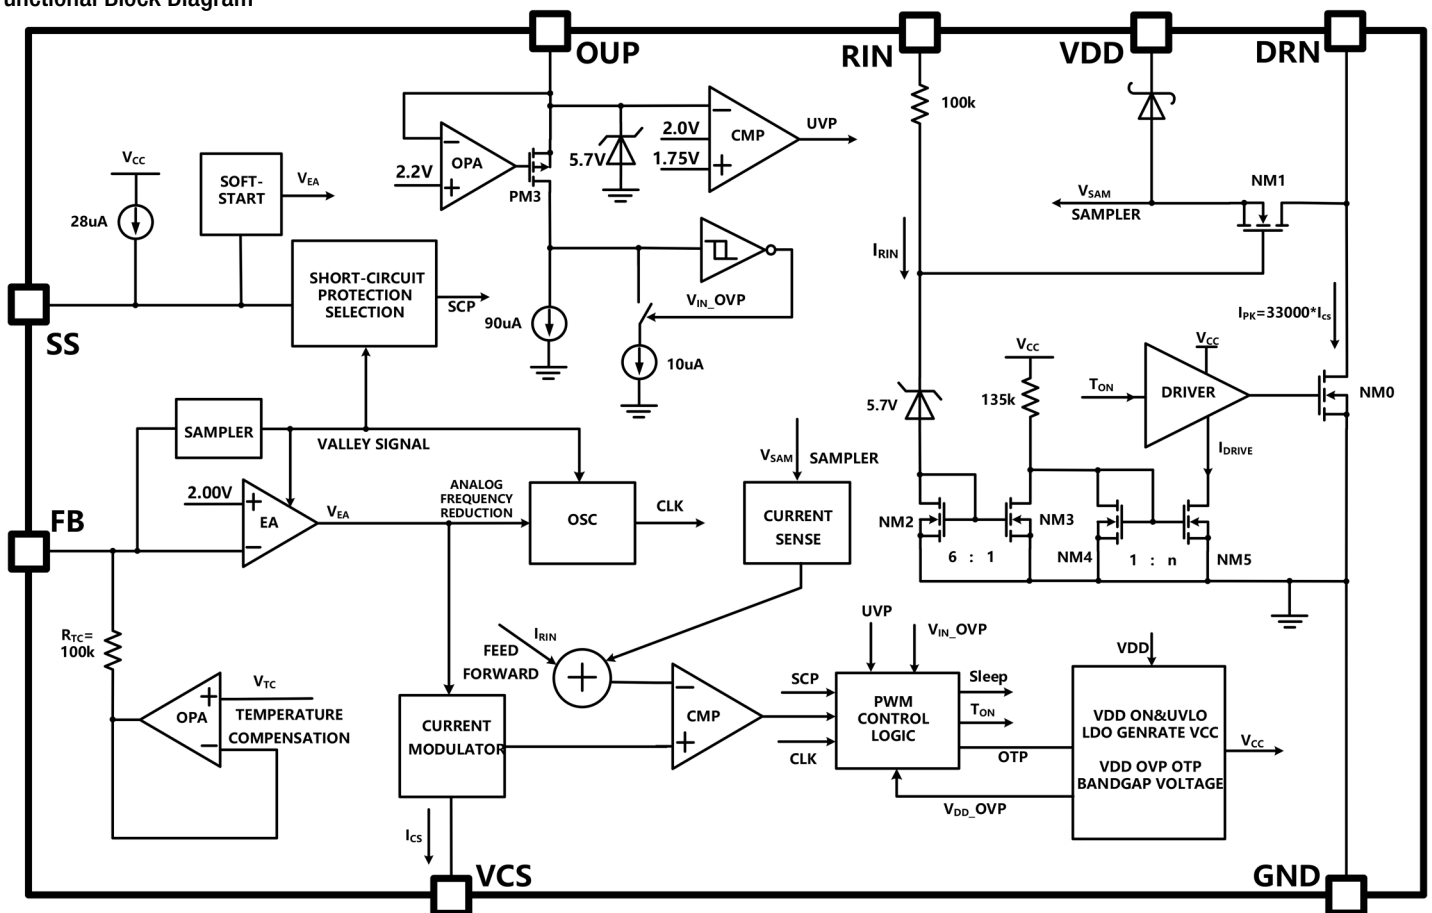 Functional Block Diagram
OUP
RIN
VDD
DRN
100k
2.0V
CMP
UVP
OPA
5.7V
1.75V
2.2V
PM3
VCC
SOFT-
START
VEA
28uA
NM1
VSAM
SAMPLER
IRIN
SHORT-CIRCUIT
PROTECTION
SELECTION
SCP
VIN_OVP
90uA
10uA
IPK=33000*Ics
SS
VCC
VCC
TON
DRIVER
NM0
5.7V
135k
SAMPLER
VALLEY SIGNAL
IDRIVE
VSAM
SAMPLER
2.00V
EA
VEA
ANALOG
FREQUENCY
REDUCTION
OSC
CLK
CURRENT
SENSE
FB
NM2
NM3
6 : 1
NM4
1 : n
NM5
UVP
VIN_OVP
RTC=
100k
IRIN
FEED
FORWARD
VDD
SCP
Sleep
VTC
OPA
TEMPERATURE
COMPENSATION
CURRENT
MODULATOR
CMP
PWM
CONTROL
LOGIC
TON
VDD ON&UVLO
LDO GENRATE VCC
VDD OVP OTP
BANDGAP VOLTAGE
VCC
CLK
OTP
VDD_OVP
ICS
VCS
GND